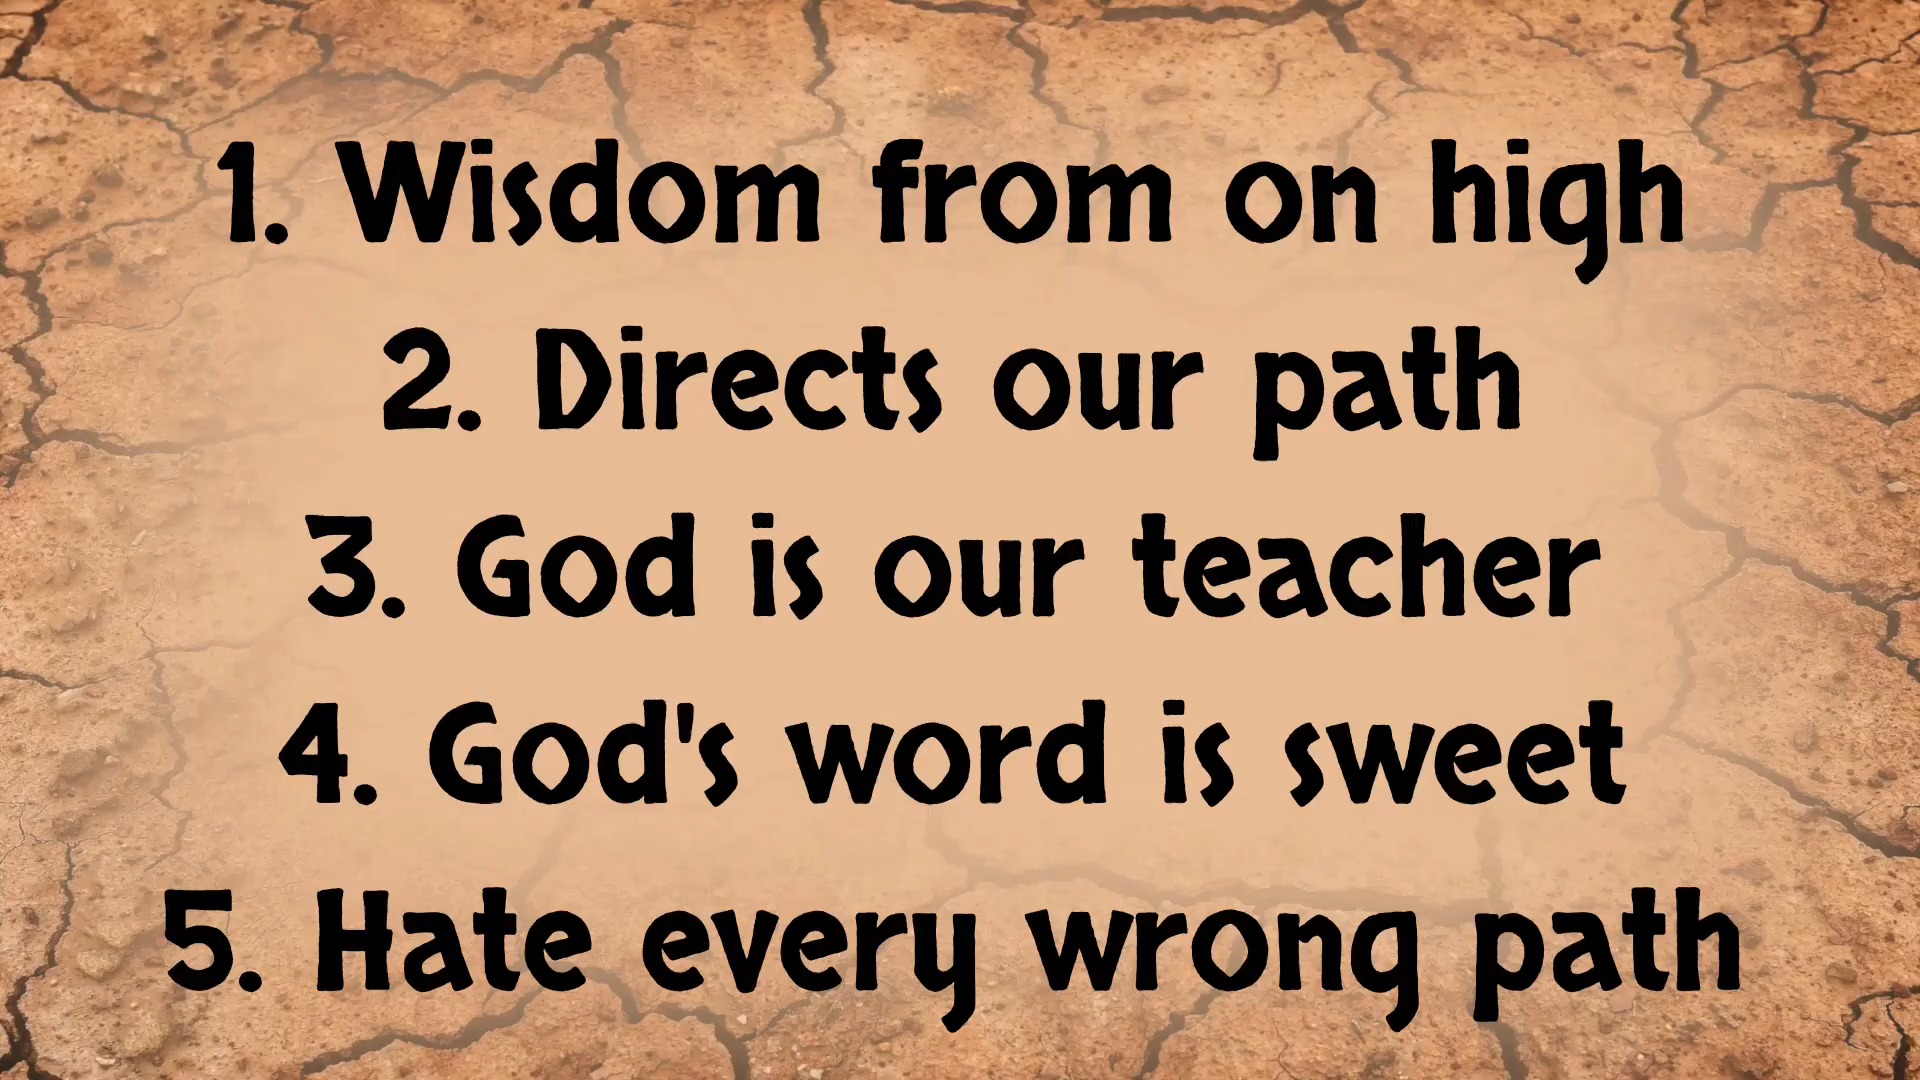 1. Wisdom from on high
2. Directs our path
3. God is our teacher
4. God's word is sweet
5. Hate every wrong path